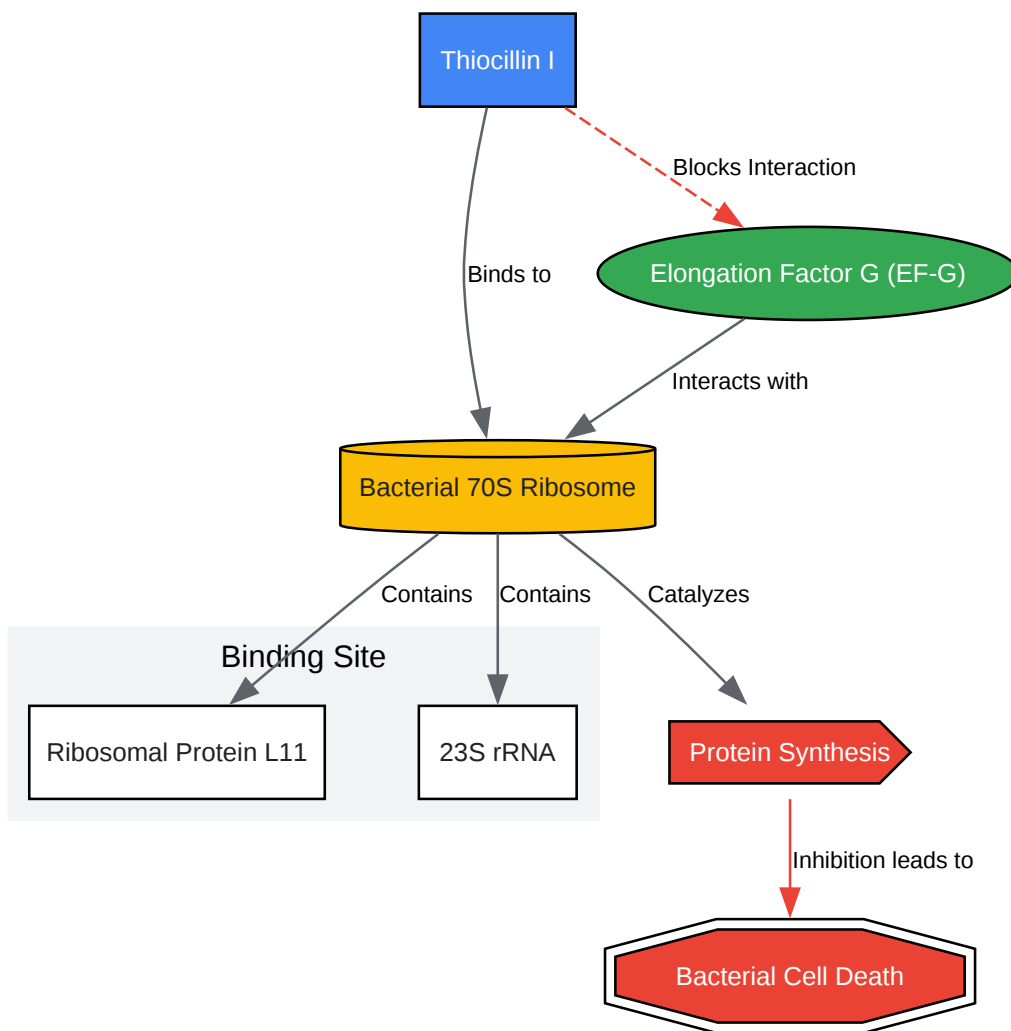 Thiocillin I
Blocks Interaction
Binds to
Elongation Factor G (EF-G)
Interacts with
Bacterial 70S Ribosome
Contains
Contains
Catalyzes
Binding Site
Ribosomal Protein L11
23S rRNA
Protein Synthesis
Inhibition leads to
Bacterial Cell Death